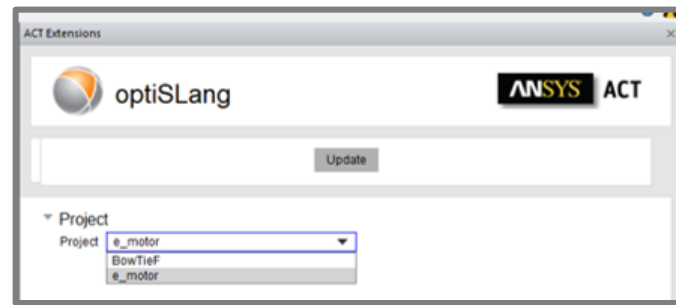 ACT Extensions
optiSLang
ANSYS ACT
Update
Project
Project e_motor
BowTieF
e_motor